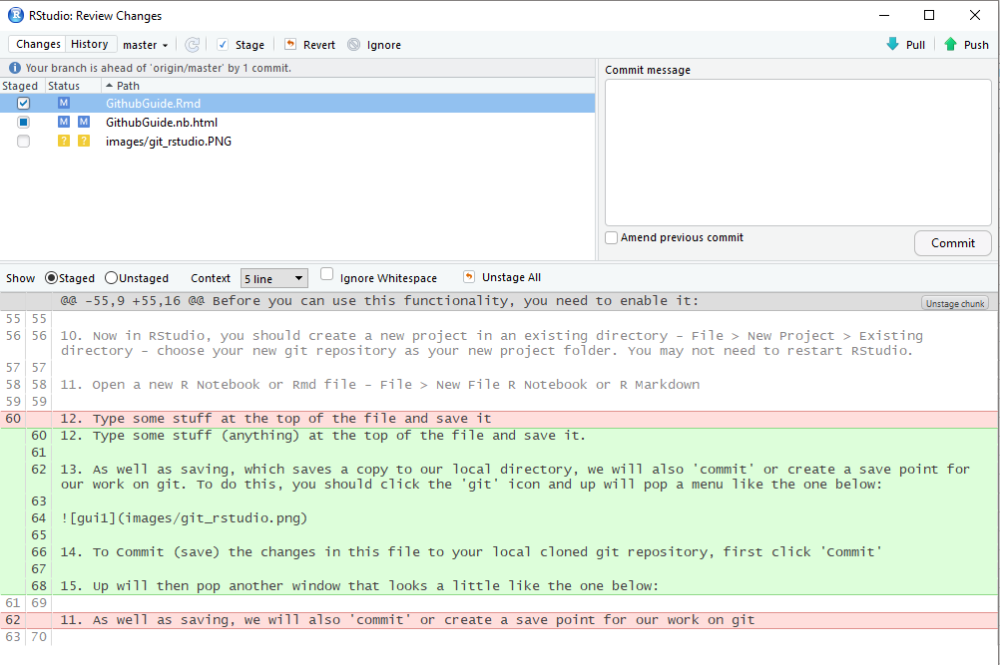 RStudio: Review Changes
Changes History master Stage Revert Ignore Pull Push
Your branch is ahead of 'origin/master' by 1 commit.
Staged Status Path
M GithubGuide.Rmd
M M GithubGuide.nb.html
? ? images/git_rstudio.PNG
Commit message
Amend previous commit
Commit
Show Staged Unstaged Context 5 line Ignore Whitespace Unstage All
@@ -55,9 +55,16 @@ Before you can use this functionality, you need to enable it: Unstage chunk
55 55
56 56 10. Now in RStudio, you should create a new project in an existing directory - File > New Project > Existing
directory - choose your new git repository as your new project folder. You may not need to restart RStudio.
57 57
58 58 11. Open a new R Notebook or Rmd file - File > New File R Notebook or R Markdown
59 59
60 12. Type some stuff at the top of the file and save it
60 12. Type some stuff (anything) at the top of the file and save it.
61
62 13. As well as saving, which saves a copy to our local directory, we will also 'commit' or create a save point for
our work on git. To do this, you should click the 'git' icon and up will pop a menu like the one below:
63
64 ![gui1](images/git_rstudio.png)
65
66 14. To Commit (save) the changes in this file to your local cloned git repository, first click 'Commit'
67
68 15. Up will then pop another window that looks a little like the one below:
61 69
62 11. As well as saving, we will also 'commit' or create a save point for our work on git
63 70